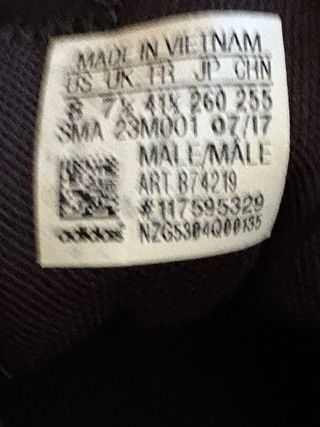 MADE IN VIETNAM
US UK FR JP CHN
8 7½ 41⅓ 260 255
SMA 23M001 07/17
MALE/MÂLE
ART B74219
#117595329
adidas NZG5304Q00135